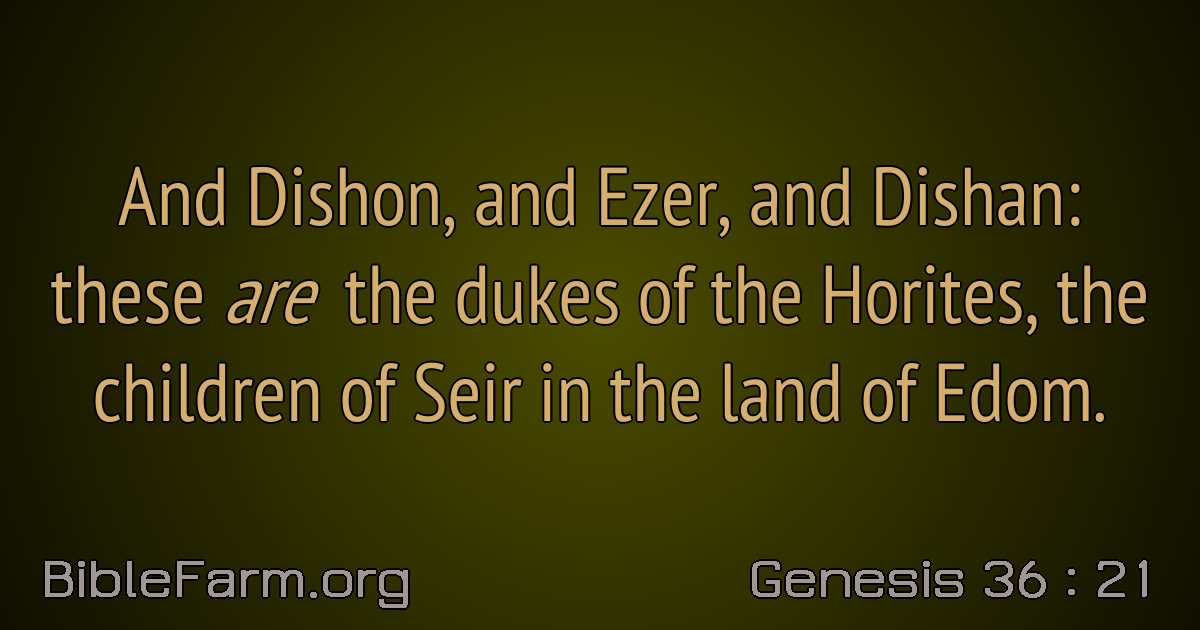 And Dishon, and Ezer, and Dishan:
these are the dukes of the Horites, the
children of Seir in the land of Edom.
BibleFarm.org
Genesis 36 : 21